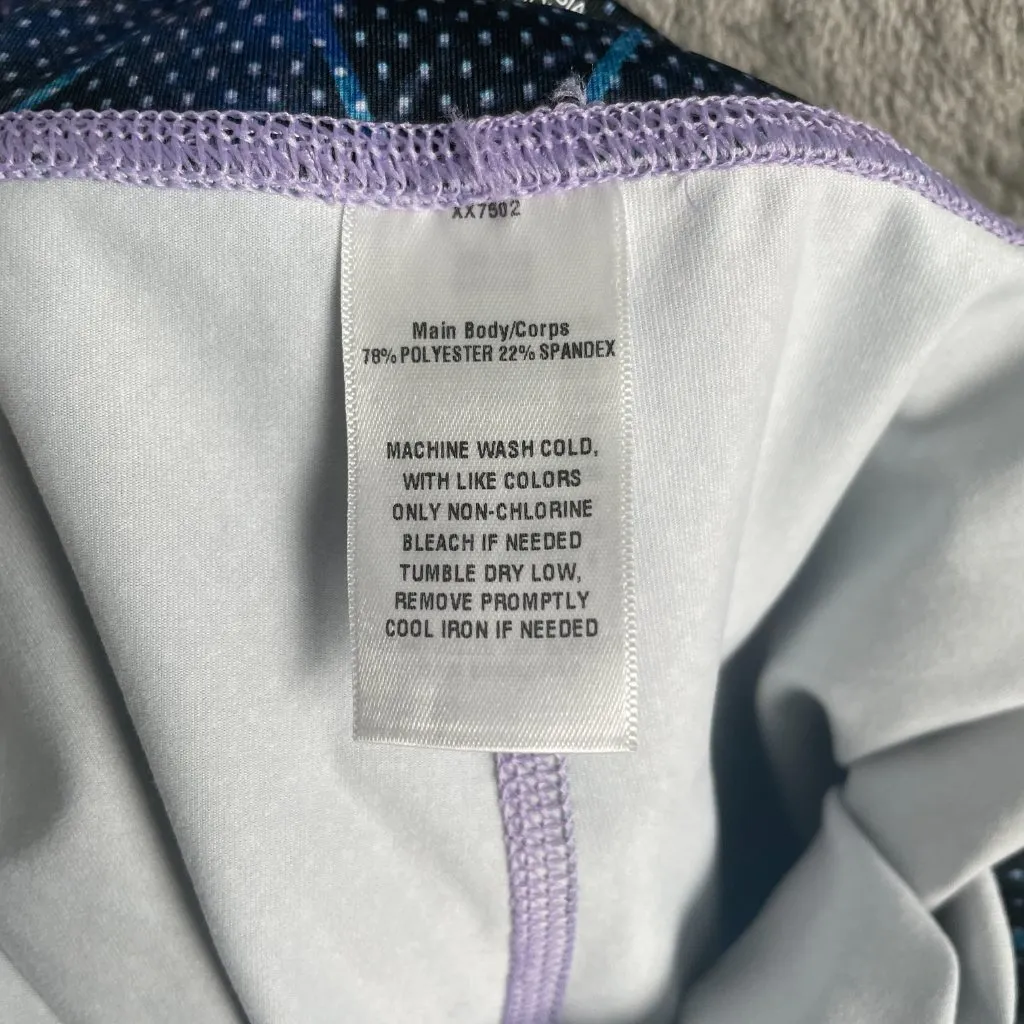 XX7502
Main Body/Corps
78% POLYESTER 22% SPANDEX
MACHINE WASH COLD,
WITH LIKE COLORS
ONLY NON-CHLORINE
BLEACH IF NEEDED
TUMBLE DRY LOW,
REMOVE PROMPTLY
COOL IRON IF NEEDED